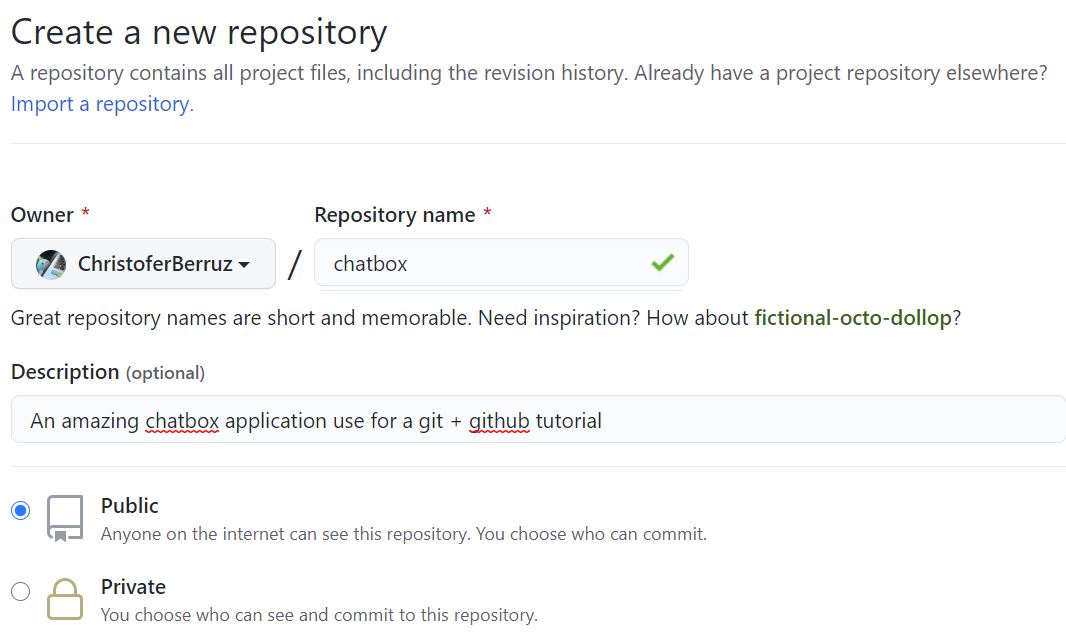 Create a new repository
A repository contains all project files, including the revision history. Already have a project repository elsewhere?
Import a repository.
Owner * Repository name *
ChristoferBerruz / chatbox
Great repository names are short and memorable. Need inspiration? How about fictional-octo-dollop?
Description (optional)
An amazing chatbox application use for a git + github tutorial
Public
Anyone on the internet can see this repository. You choose who can commit.
Private
You choose who can see and commit to this repository.